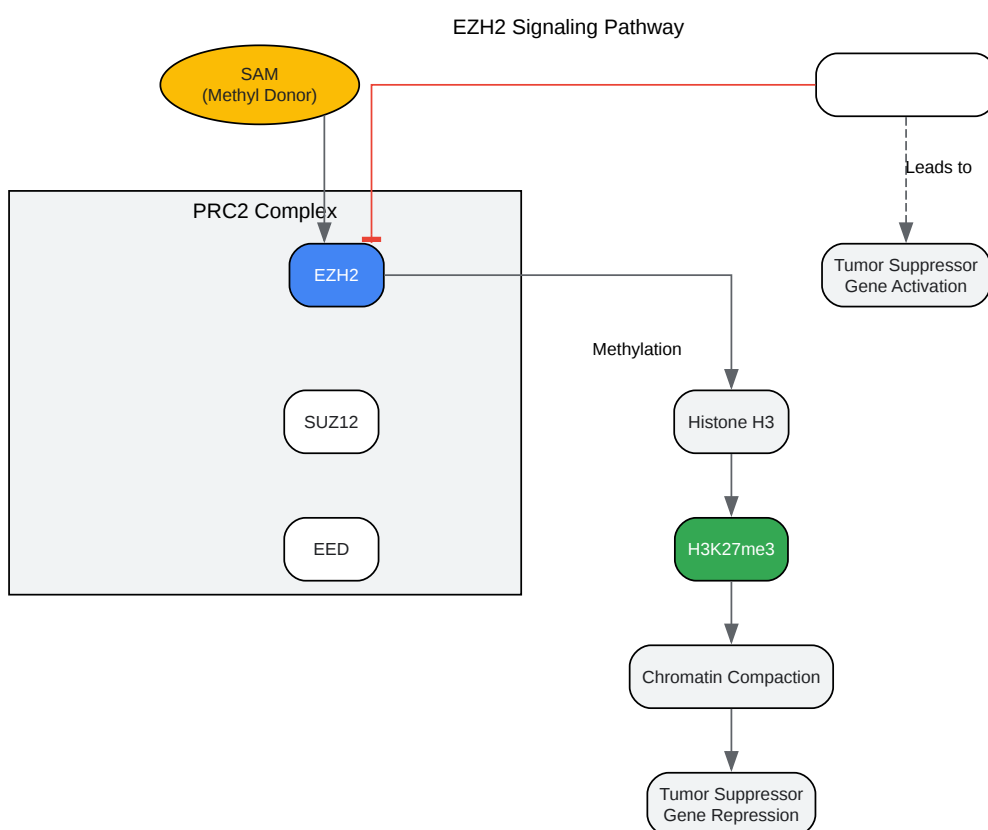 EZH2 Signaling Pathway
SAM
(Methyl Donor)
Leads to
PRC2 Complex
EZH2
Tumor Suppressor
Gene Activation
Methylation
SUZ12
Histone H3
EED
H3K27me3
Chromatin Compaction
Tumor Suppressor
Gene Repression